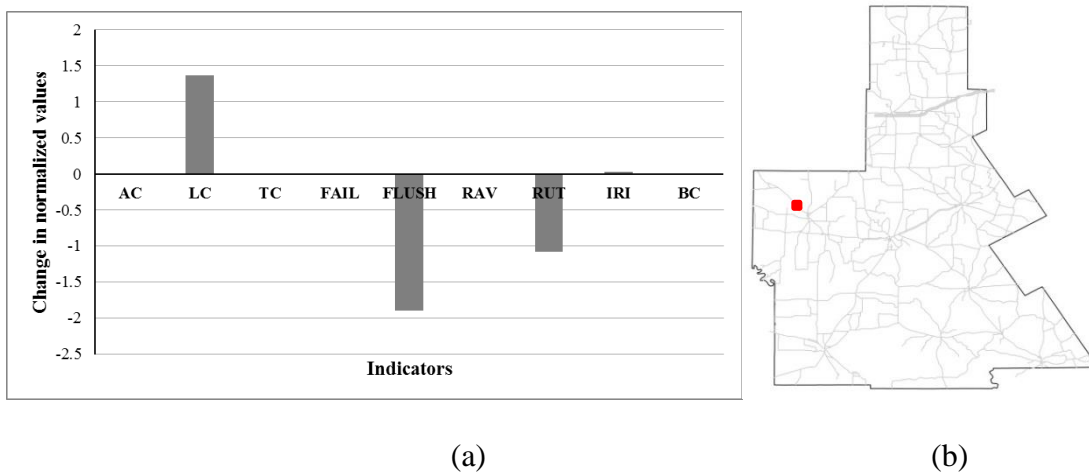 2
1.5
1
0.5
0
-0.5
-1
-1.5
-2
-2.5
Change in normalized values
AC LC TC FAIL FLUSH RAV RUT IRI BC
Indicators
(a) (b)